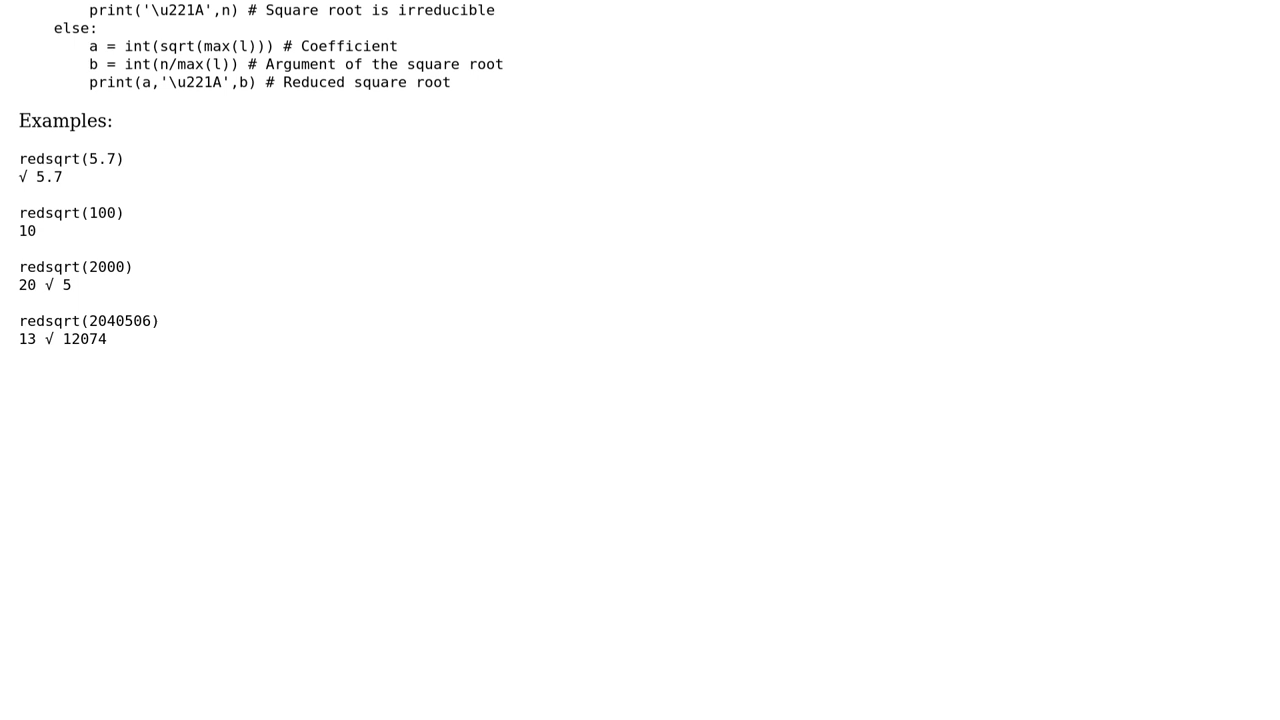 print('\u221A',n) # Square root is irreducible
else:
a = int(sqrt(max(l))) # Coefficient
b = int(n/max(l)) # Argument of the square root
print(a,'\u221A',b) # Reduced square root
Examples:
redsqrt(5.7)
√ 5.7
redsqrt(100)
10
redsqrt(2000)
20 √ 5
redsqrt(2040506)
13 √ 12074